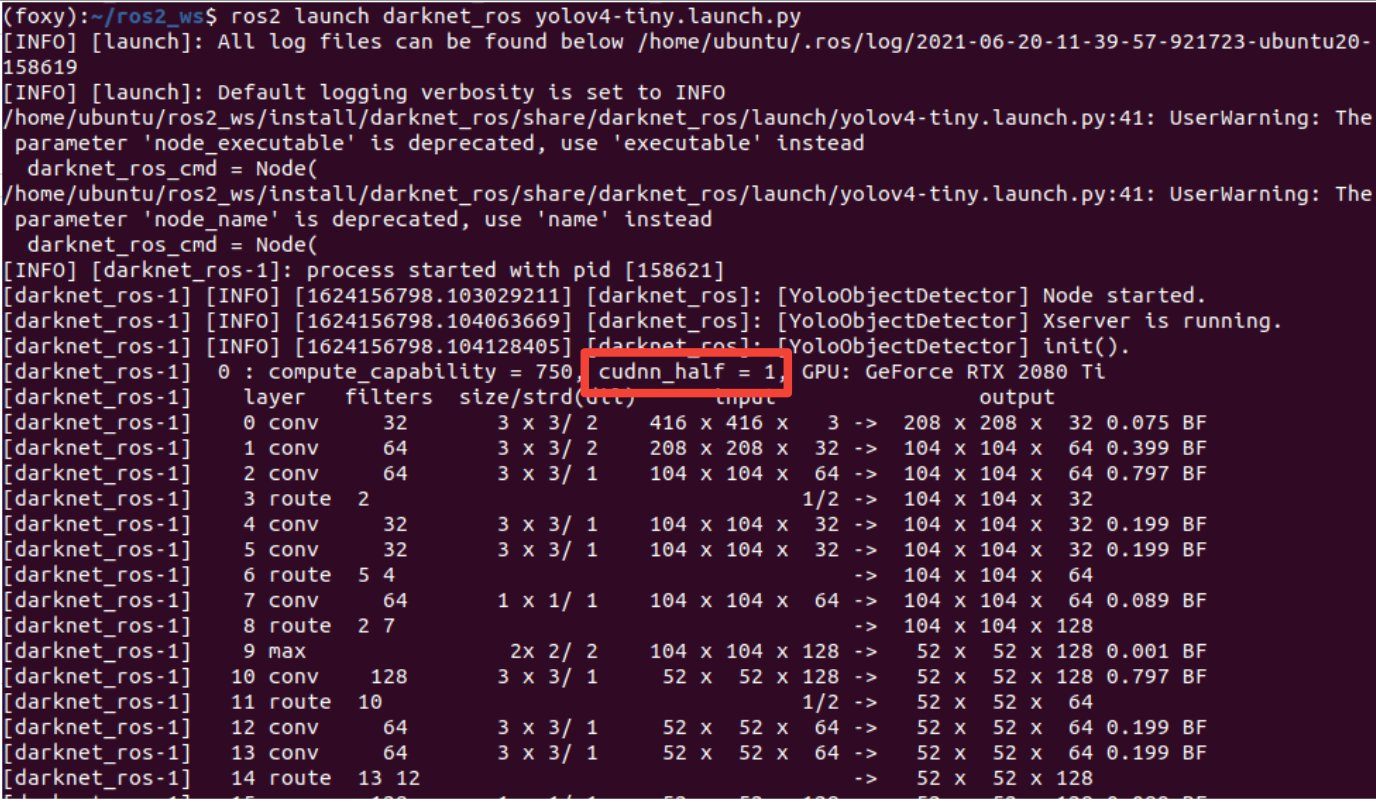 (foxy):~/ros2_ws$ ros2 launch darknet_ros yolov4-tiny.launch.py
[INFO] [launch]: All log files can be found below /home/ubuntu/.ros/log/2021-06-20-11-39-57-921723-ubuntu20-
158619
[INFO] [launch]: Default logging verbosity is set to INFO
/home/ubuntu/ros2_ws/install/darknet_ros/share/darknet_ros/launch/yolov4-tiny.launch.py:41: UserWarning: The
 parameter 'node_executable' is deprecated, use 'executable' instead
  darknet_ros_cmd = Node(
/home/ubuntu/ros2_ws/install/darknet_ros/share/darknet_ros/launch/yolov4-tiny.launch.py:41: UserWarning: The
 parameter 'node_name' is deprecated, use 'name' instead
  darknet_ros_cmd = Node(
[INFO] [darknet_ros-1]: process started with pid [158621]
[darknet_ros-1] [INFO] [1624156798.103029211] [darknet_ros]: [YoloObjectDetector] Node started.
[darknet_ros-1] [INFO] [1624156798.104063669] [darknet_ros]: [YoloObjectDetector] Xserver is running.
[darknet_ros-1] [INFO] [1624156798.104128405] [darknet_ros]: [YoloObjectDetector] init().
[darknet_ros-1]  0 : compute_capability = 750, cudnn_half = 1, GPU: GeForce RTX 2080 Ti
[darknet_ros-1]    layer   filters  size/strd(dil)      input                output
[darknet_ros-1]    0 conv     32       3 x 3/ 2    416 x 416 x   3 ->  208 x 208 x  32 0.075 BF
[darknet_ros-1]    1 conv     64       3 x 3/ 2    208 x 208 x  32 ->  104 x 104 x  64 0.399 BF
[darknet_ros-1]    2 conv     64       3 x 3/ 1    104 x 104 x  64 ->  104 x 104 x  64 0.797 BF
[darknet_ros-1]    3 route  2                                  1/2 ->  104 x 104 x  32
[darknet_ros-1]    4 conv     32       3 x 3/ 1    104 x 104 x  32 ->  104 x 104 x  32 0.199 BF
[darknet_ros-1]    5 conv     32       3 x 3/ 1    104 x 104 x  32 ->  104 x 104 x  32 0.199 BF
[darknet_ros-1]    6 route  5 4                                    ->  104 x 104 x  64
[darknet_ros-1]    7 conv     64       1 x 1/ 1    104 x 104 x  64 ->  104 x 104 x  64 0.089 BF
[darknet_ros-1]    8 route  2 7                                    ->  104 x 104 x 128
[darknet_ros-1]    9 max                2x 2/ 2    104 x 104 x 128 ->   52 x  52 x 128 0.001 BF
[darknet_ros-1]   10 conv    128       3 x 3/ 1     52 x  52 x 128 ->   52 x  52 x 128 0.797 BF
[darknet_ros-1]   11 route  10                                 1/2 ->   52 x  52 x  64
[darknet_ros-1]   12 conv     64       3 x 3/ 1     52 x  52 x  64 ->   52 x  52 x  64 0.199 BF
[darknet_ros-1]   13 conv     64       3 x 3/ 1     52 x  52 x  64 ->   52 x  52 x  64 0.199 BF
[darknet_ros-1]   14 route  13 12                                  ->   52 x  52 x 128